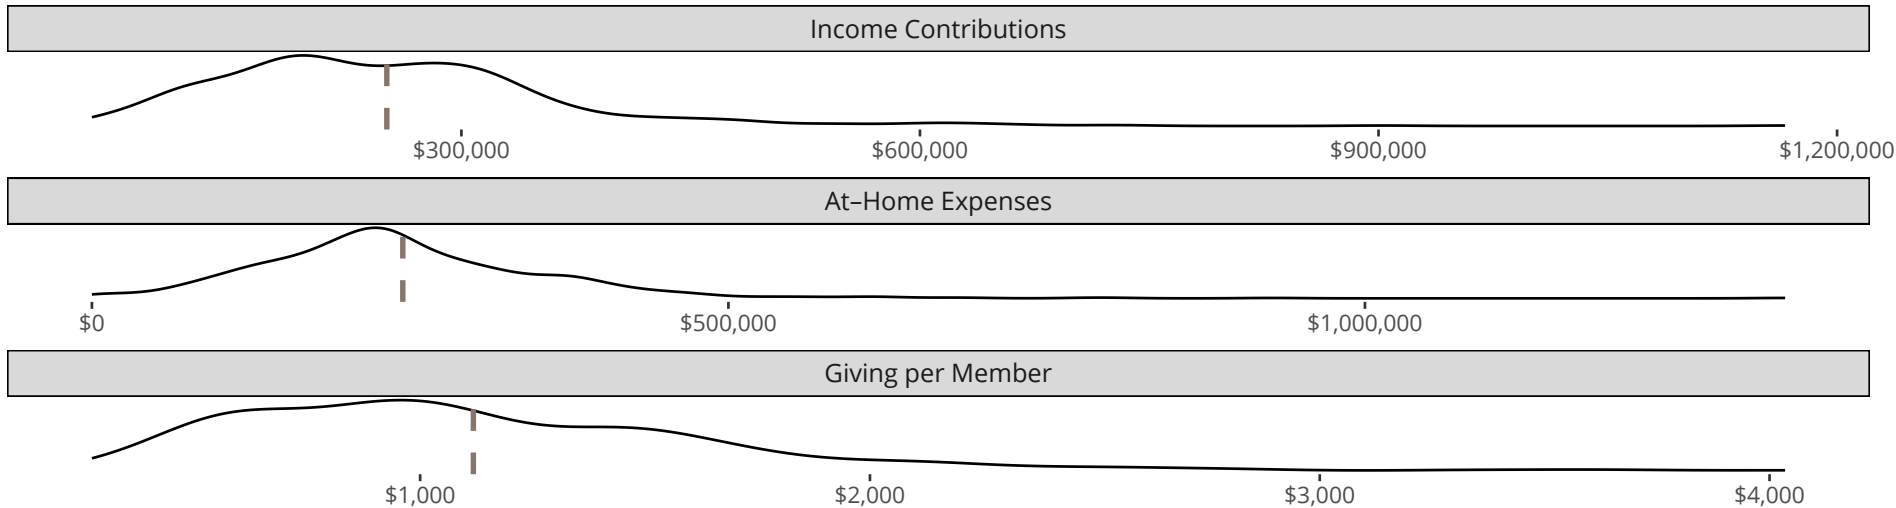 Income Contributions
$300,000 $600,000 $900,000 $1,200,000
At–Home Expenses
$0 $500,000 $1,000,000
Giving per Member
$1,000 $2,000 $3,000 $4,000